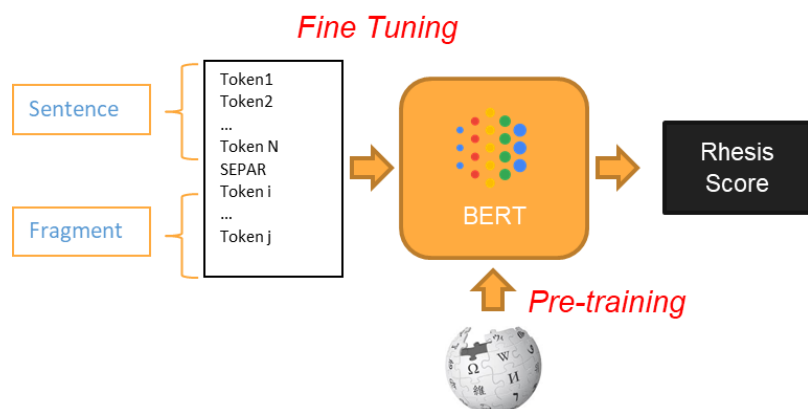 Fine Tuning
Sentence
Fragment
Token1
Token2
...
Token N
SEPAR
Token i
...
Token j
BERT
Rhesis
Score
Pre-training
Ω
W
И